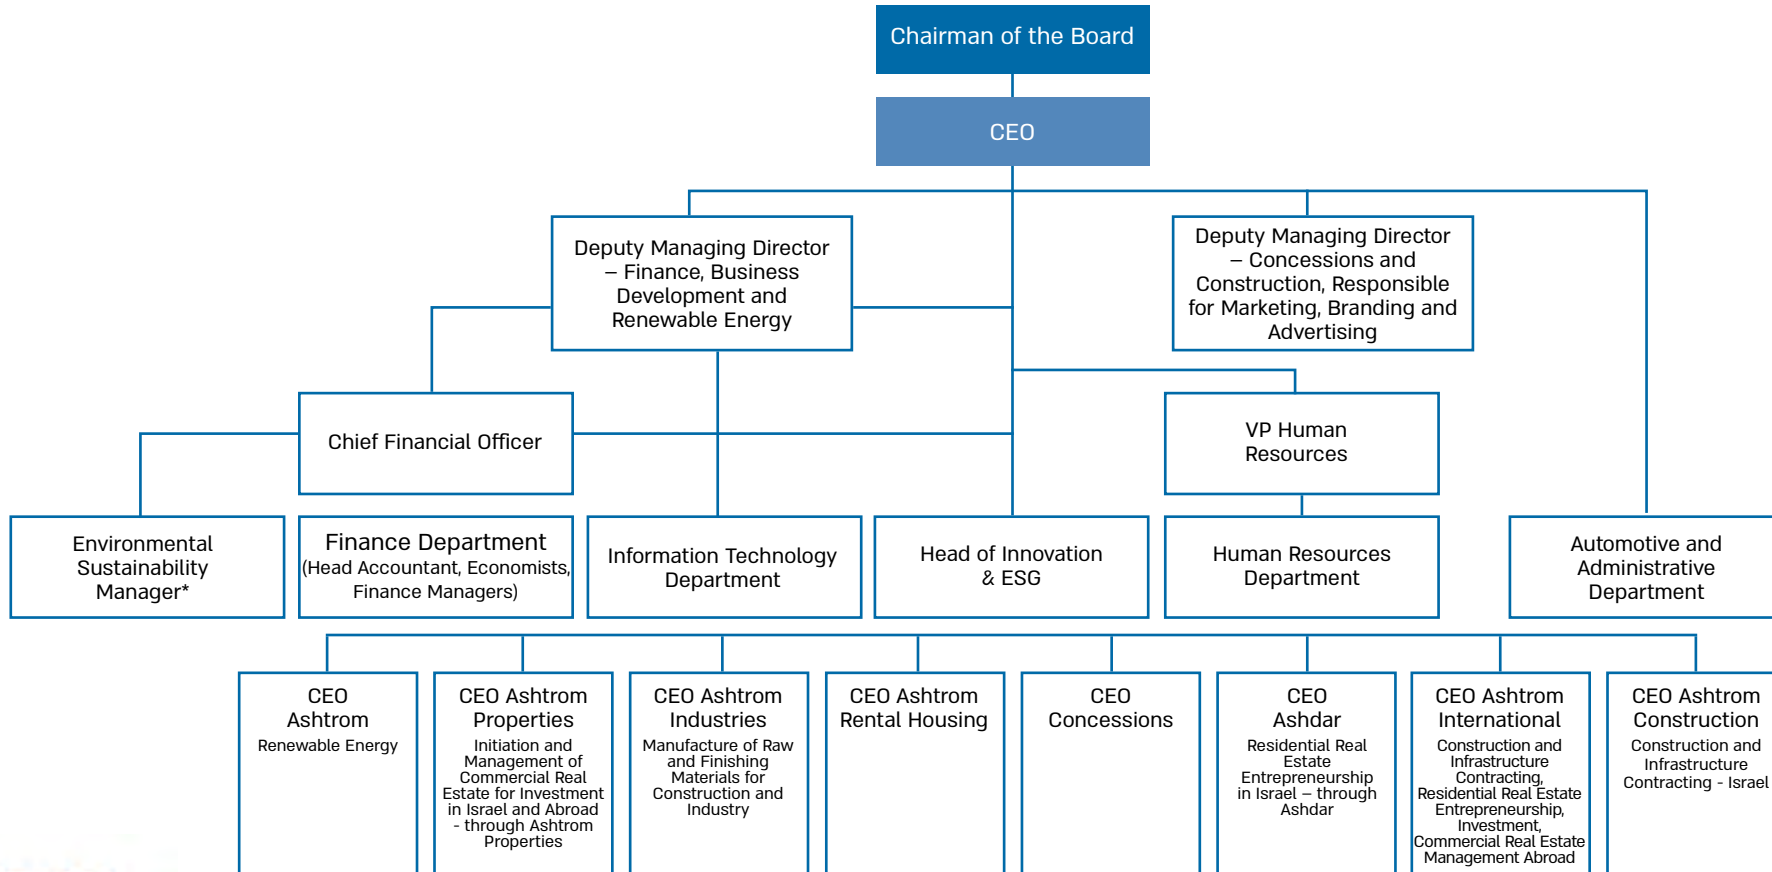 Chairman of the Board
CEO
Deputy Managing Director
– Finance, Business
Development and
Renewable Energy
Deputy Managing Director
– Concessions and
Construction, Responsible
for Marketing, Branding and
Advertising
Chief Financial Officer
VP Human
Resources
Environmental
Sustainability
Manager*
Finance Department
(Head Accountant, Economists,
Finance Managers)
Information Technology
Department
Head of Innovation
& ESG
Human Resources
Department
Automotive and
Administrative
Department
CEO
Ashtrom
Renewable Energy
CEO Ashtrom
Properties
Initiation and
Management of
Commercial Real
Estate for Investment
in Israel and Abroad
- through Ashtrom
Properties
CEO Ashtrom
Industries
Manufacture of Raw
and Finishing
Materials for
Construction and
Industry
CEO Ashtrom
Rental Housing
CEO
Concessions
CEO
Ashdar
Residential Real
Estate
Entrepreneurship
in Israel – through
Ashdar
CEO Ashtrom
International
Construction and
Infrastructure
Contracting,
Residential Real Estate
Entrepreneurship,
Investment,
Commercial Real Estate
Management Abroad
CEO Ashtrom
Construction
Construction and
Infrastructure
Contracting - Israel